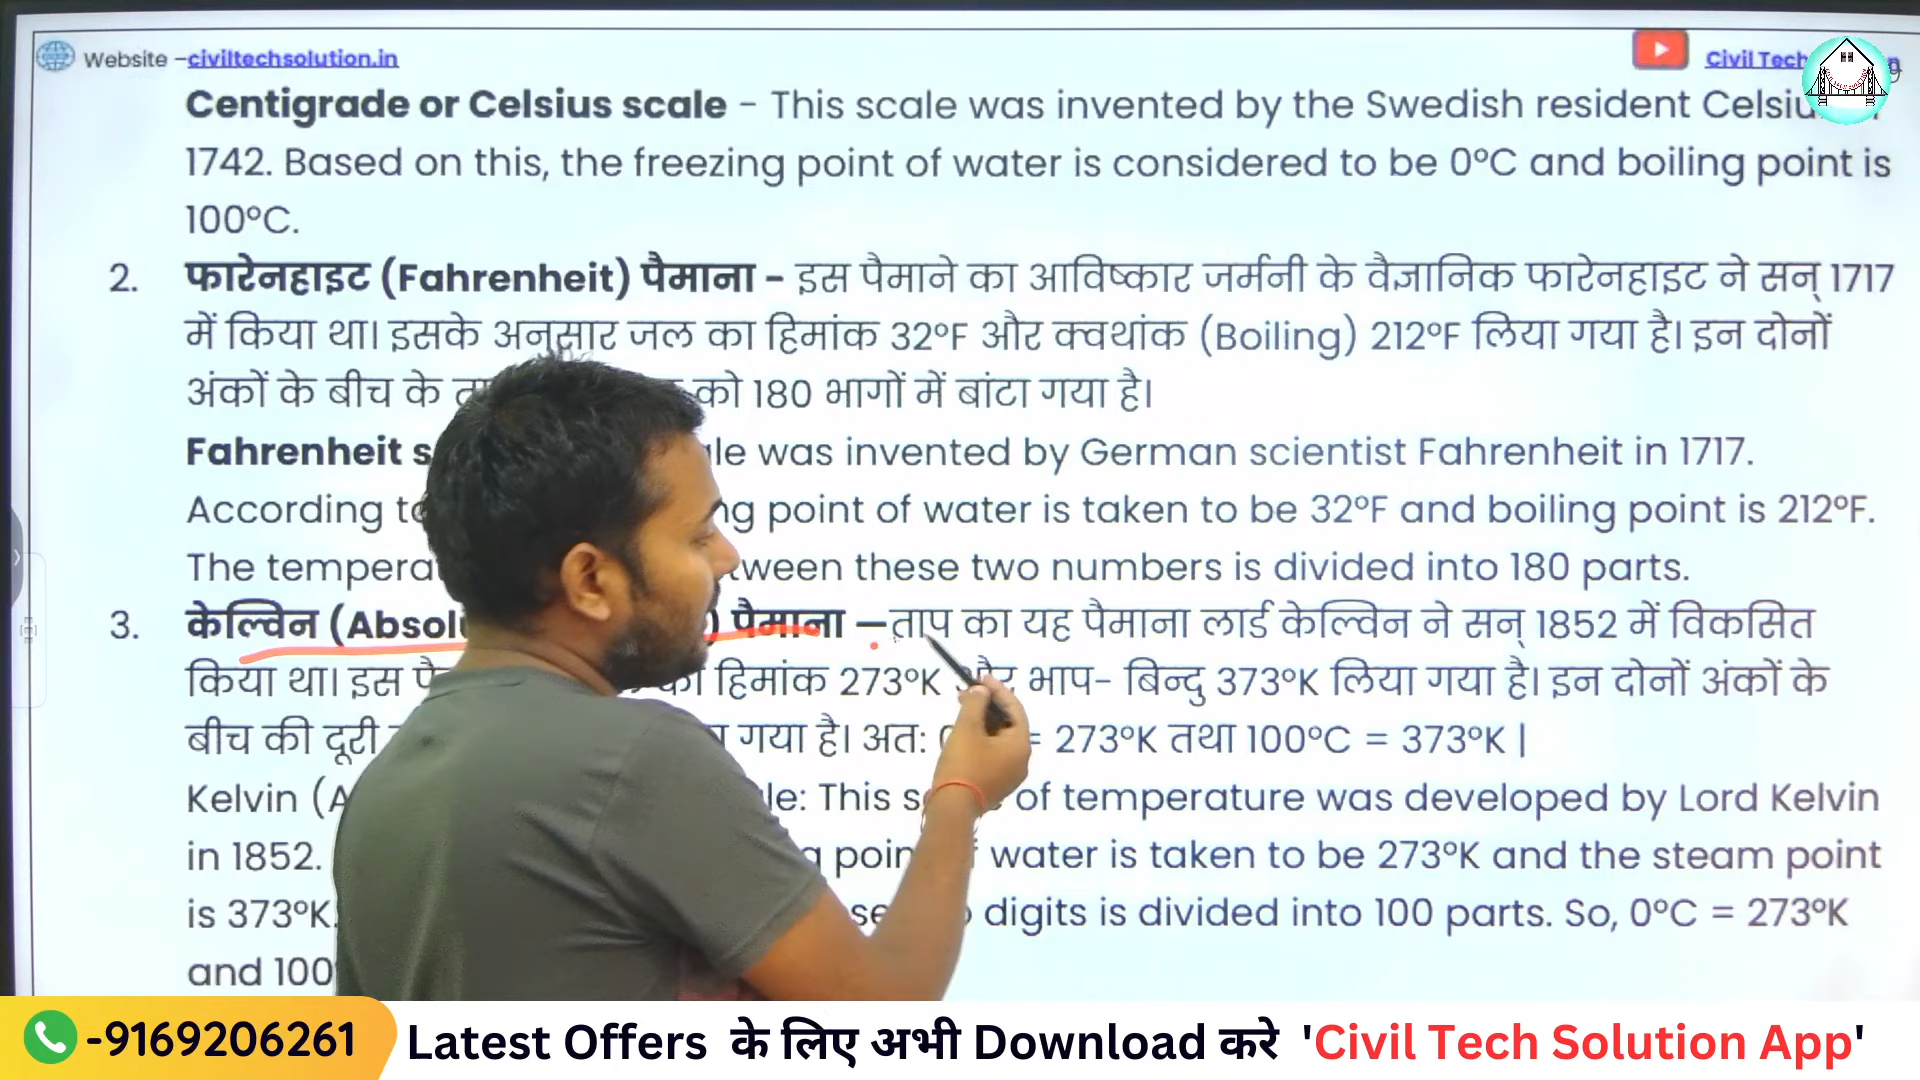 Website –civiltechsolution.in
Civil Tech
Centigrade or Celsius scale - This scale was invented by the Swedish resident
1742. Based on this, the freezing point of water is considered to be 0°C and boiling point is
100°C.
2. फारेनहाइट (Fahrenheit) पैमाना - इस पैमाने का आविष्कार जर्मनी के वैज्ञानिक फारेनहाइट ने सन् 1717
में किया था। इसके अनुसार जल का हिमांक 32°F और क्वथांक (Boiling) 212°F लिया गया है। इन दोनों
अंकों के बीच के को 180 भागों में बांटा गया है।
Fahrenheit was invented by German scientist Fahrenheit in 1717.
According point of water is taken to be 32°F and boiling point is 212°F.
The these two numbers is divided into 180 parts.
3. केल्विन पैमाना –ताप का यह पैमाना लार्ड केल्विन ने सन् 1852 में विकसित
किया था। इस हिमांक 273°K और भाप- बिन्दु 373°K लिया गया है। इन दोनों अंकों के
बीच की दूरी गया है। अत: = 273°K तथा 100°C = 373°K |
Kelvin This of temperature was developed by Lord Kelvin
in 1852. water is taken to be 273°K and the steam point
is 373°K. digits is divided into 100 parts. So, 0°C = 273°K
and
-9169206261
Latest Offers के लिए अभी Download करे 'Civil Tech Solution App'